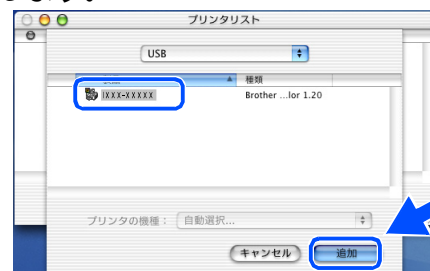 プリンタリスト
USB
種類
IXXX-XXXXX Brother ...lor 1.20
プリンタの機種： 自動選択...
キャンセル 追加